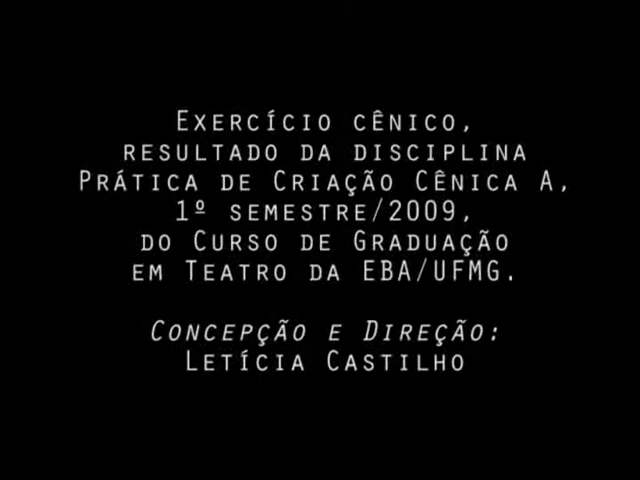 Exercício cênico,
resultado da disciplina
Prática de Criação Cênica A,
1º semestre/2009,
do Curso de Graduação
em Teatro da EBA/UFMG.
Concepção e Direção:
Letícia Castilho